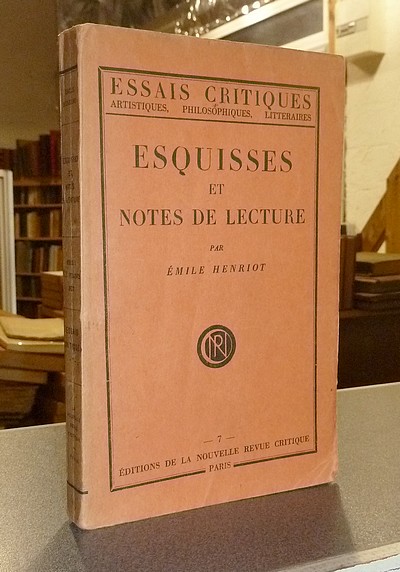 ESSAIS CRITIQUES
ARTISTIQUES, PHILOSOPHIQUES, LITTÉRAIRES
ESQUISSES
ET
NOTES DE LECTURE
PAR
ÉMILE HENRIOT
— 7 —
ÉDITIONS DE LA NOUVELLE REVUE CRITIQUE
PARIS